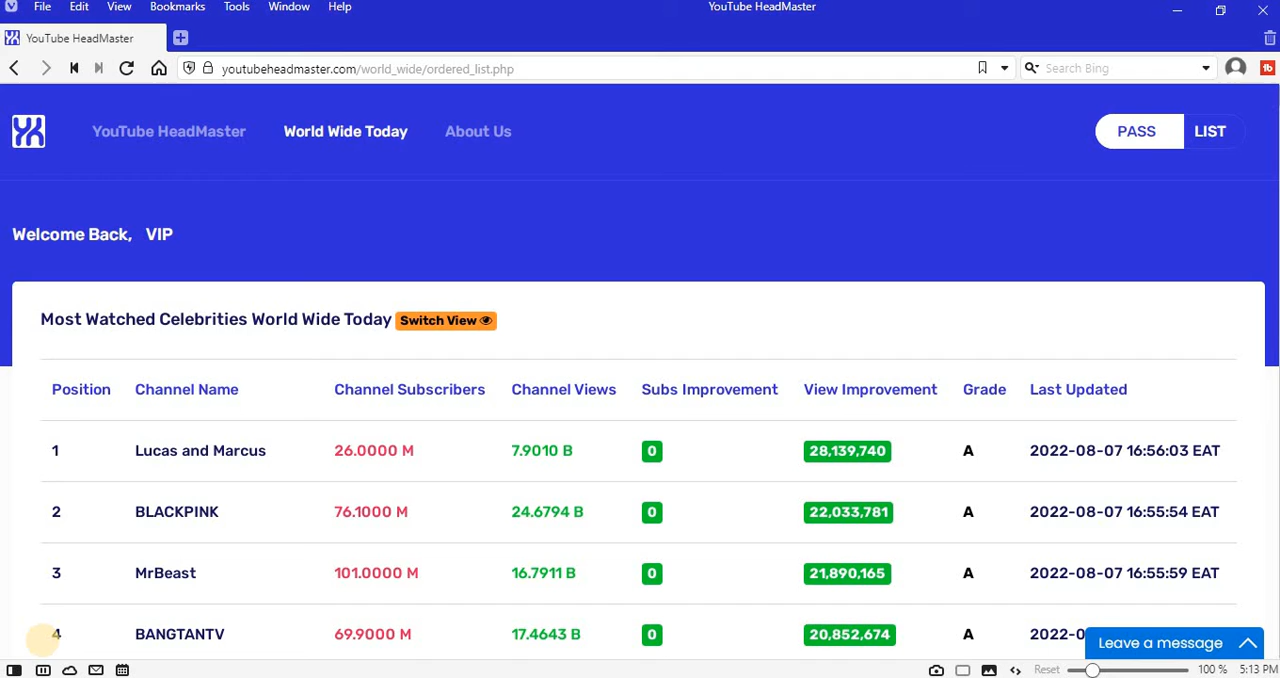 File Edit View Bookmarks Tools Window Help YouTube HeadMaster
YouTube HeadMaster
youtubeheadmaster.com/world_wide/ordered_list.php Search Bing
YouTube HeadMaster World Wide Today About Us PASS LIST
Welcome Back, VIP
Most Watched Celebrities World Wide Today Switch View
Position Channel Name Channel Subscribers Channel Views Subs Improvement View Improvement Grade Last Updated
1 Lucas and Marcus 26.0000 M 7.9010 B 0 28,139,740 A 2022-08-07 16:56:03 EAT
2 BLACKPINK 76.1000 M 24.6794 B 0 22,033,781 A 2022-08-07 16:55:54 EAT
3 MrBeast 101.0000 M 16.7911 B 0 21,890,165 A 2022-08-07 16:55:59 EAT
4 BANGTANTV 69.9000 M 17.4643 B 0 20,852,674 A 2022-0
Leave a message
Reset 100 % 5:13 PM